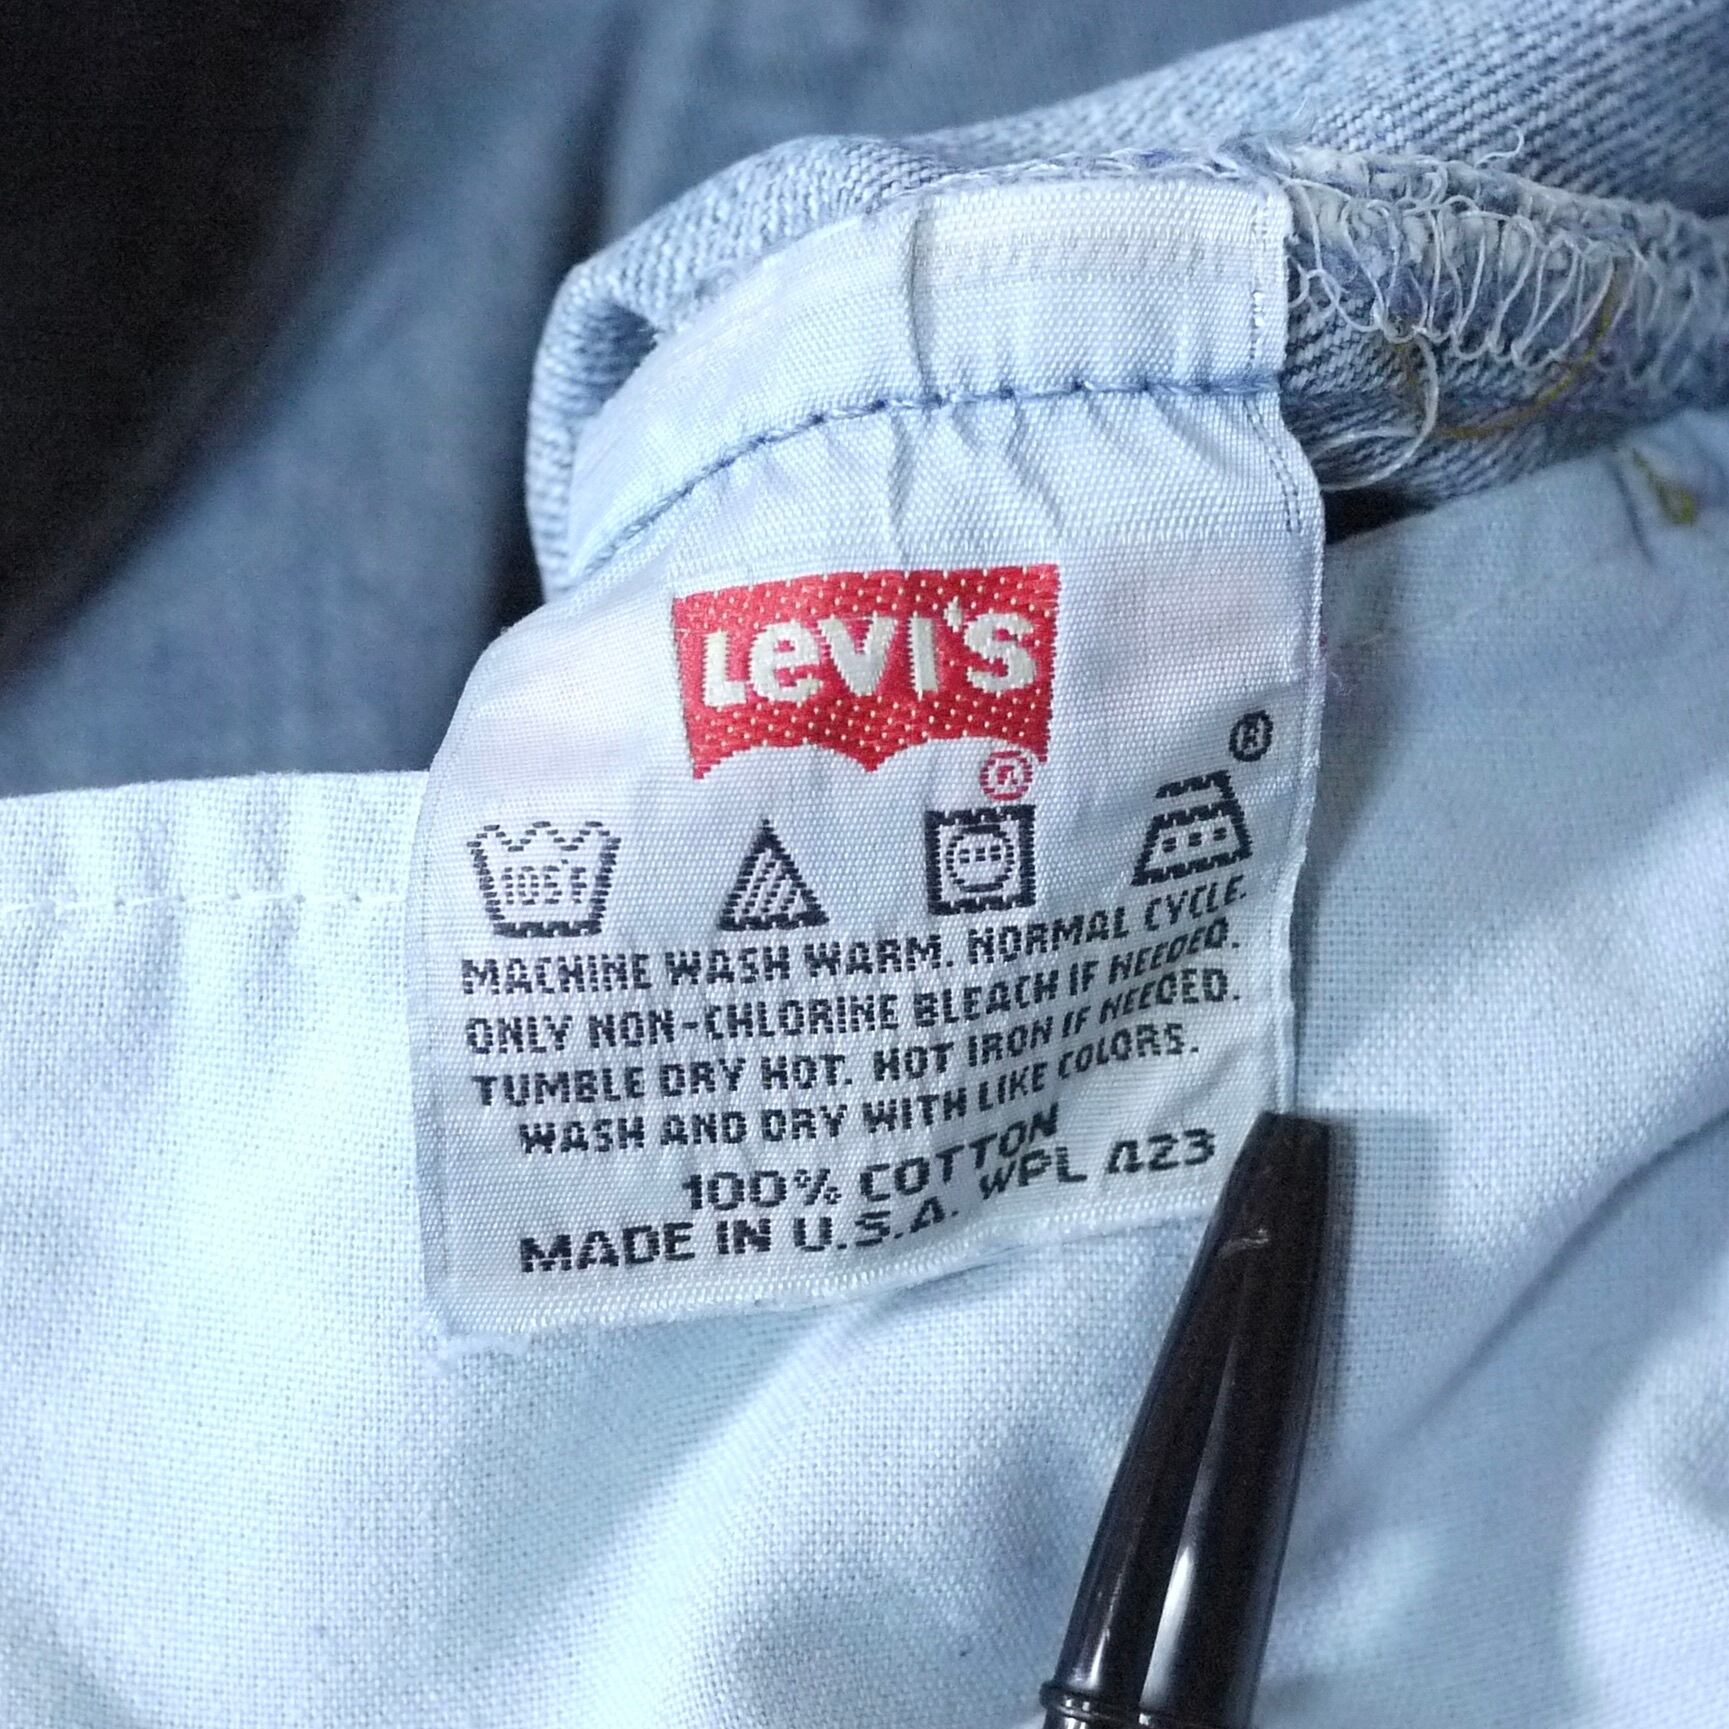 Levi's
®
®
105°F
MACHINE WASH WARM. NORMAL CYCLE.
ONLY NON-CHLORINE BLEACH IF NEEDED.
TUMBLE DRY HOT. HOT IRON IF NEEDED.
WASH AND DRY WITH LIKE COLORS.
100% COTTON
MADE IN U.S.A. WPL 423